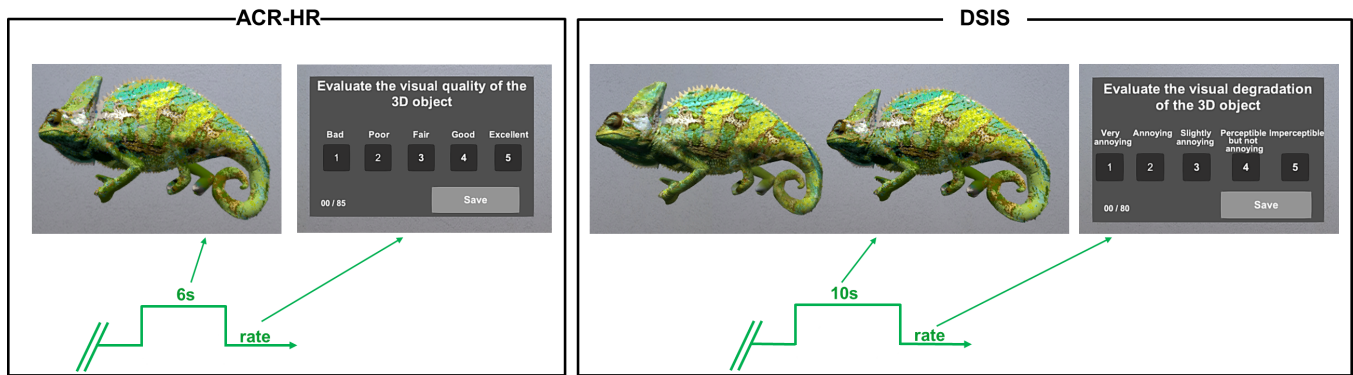 ACR-HR
Evaluate the visual quality of the
3D object
Bad Poor Fair Good Excellent
1 2 3 4 5
00 / 85
Save
6s
rate
DSIS
Evaluate the visual degradation
of the 3D object
Very
annoying
Annoying
Slightly
annoying
Perceptible
but not
annoying
Imperceptible
1 2 3 4 5
00 / 80
Save
10s
rate